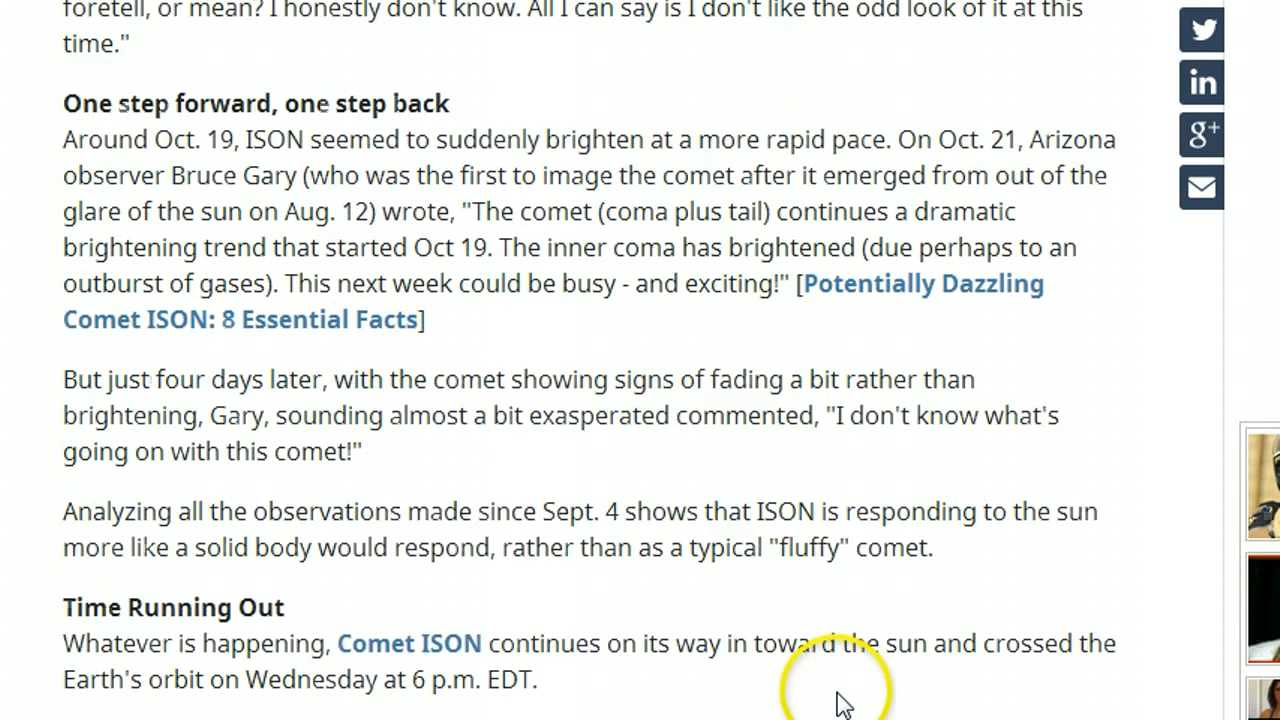 foretell, or mean? I honestly don't know. All I can say is I don't like the odd look of it at this
time."
One step forward, one step back
Around Oct. 19, ISON seemed to suddenly brighten at a more rapid pace. On Oct. 21, Arizona
observer Bruce Gary (who was the first to image the comet after it emerged from out of the
glare of the sun on Aug. 12) wrote, "The comet (coma plus tail) continues a dramatic
brightening trend that started Oct 19. The inner coma has brightened (due perhaps to an
outburst of gases). This next week could be busy - and exciting!" [Potentially Dazzling
Comet ISON: 8 Essential Facts]
But just four days later, with the comet showing signs of fading a bit rather than
brightening, Gary, sounding almost a bit exasperated commented, "I don't know what's
going on with this comet!"
Analyzing all the observations made since Sept. 4 shows that ISON is responding to the sun
more like a solid body would respond, rather than as a typical "fluffy" comet.
Time Running Out
Whatever is happening, Comet ISON continues on its way in toward the sun and crossed the
Earth's orbit on Wednesday at 6 p.m. EDT.
in
g+